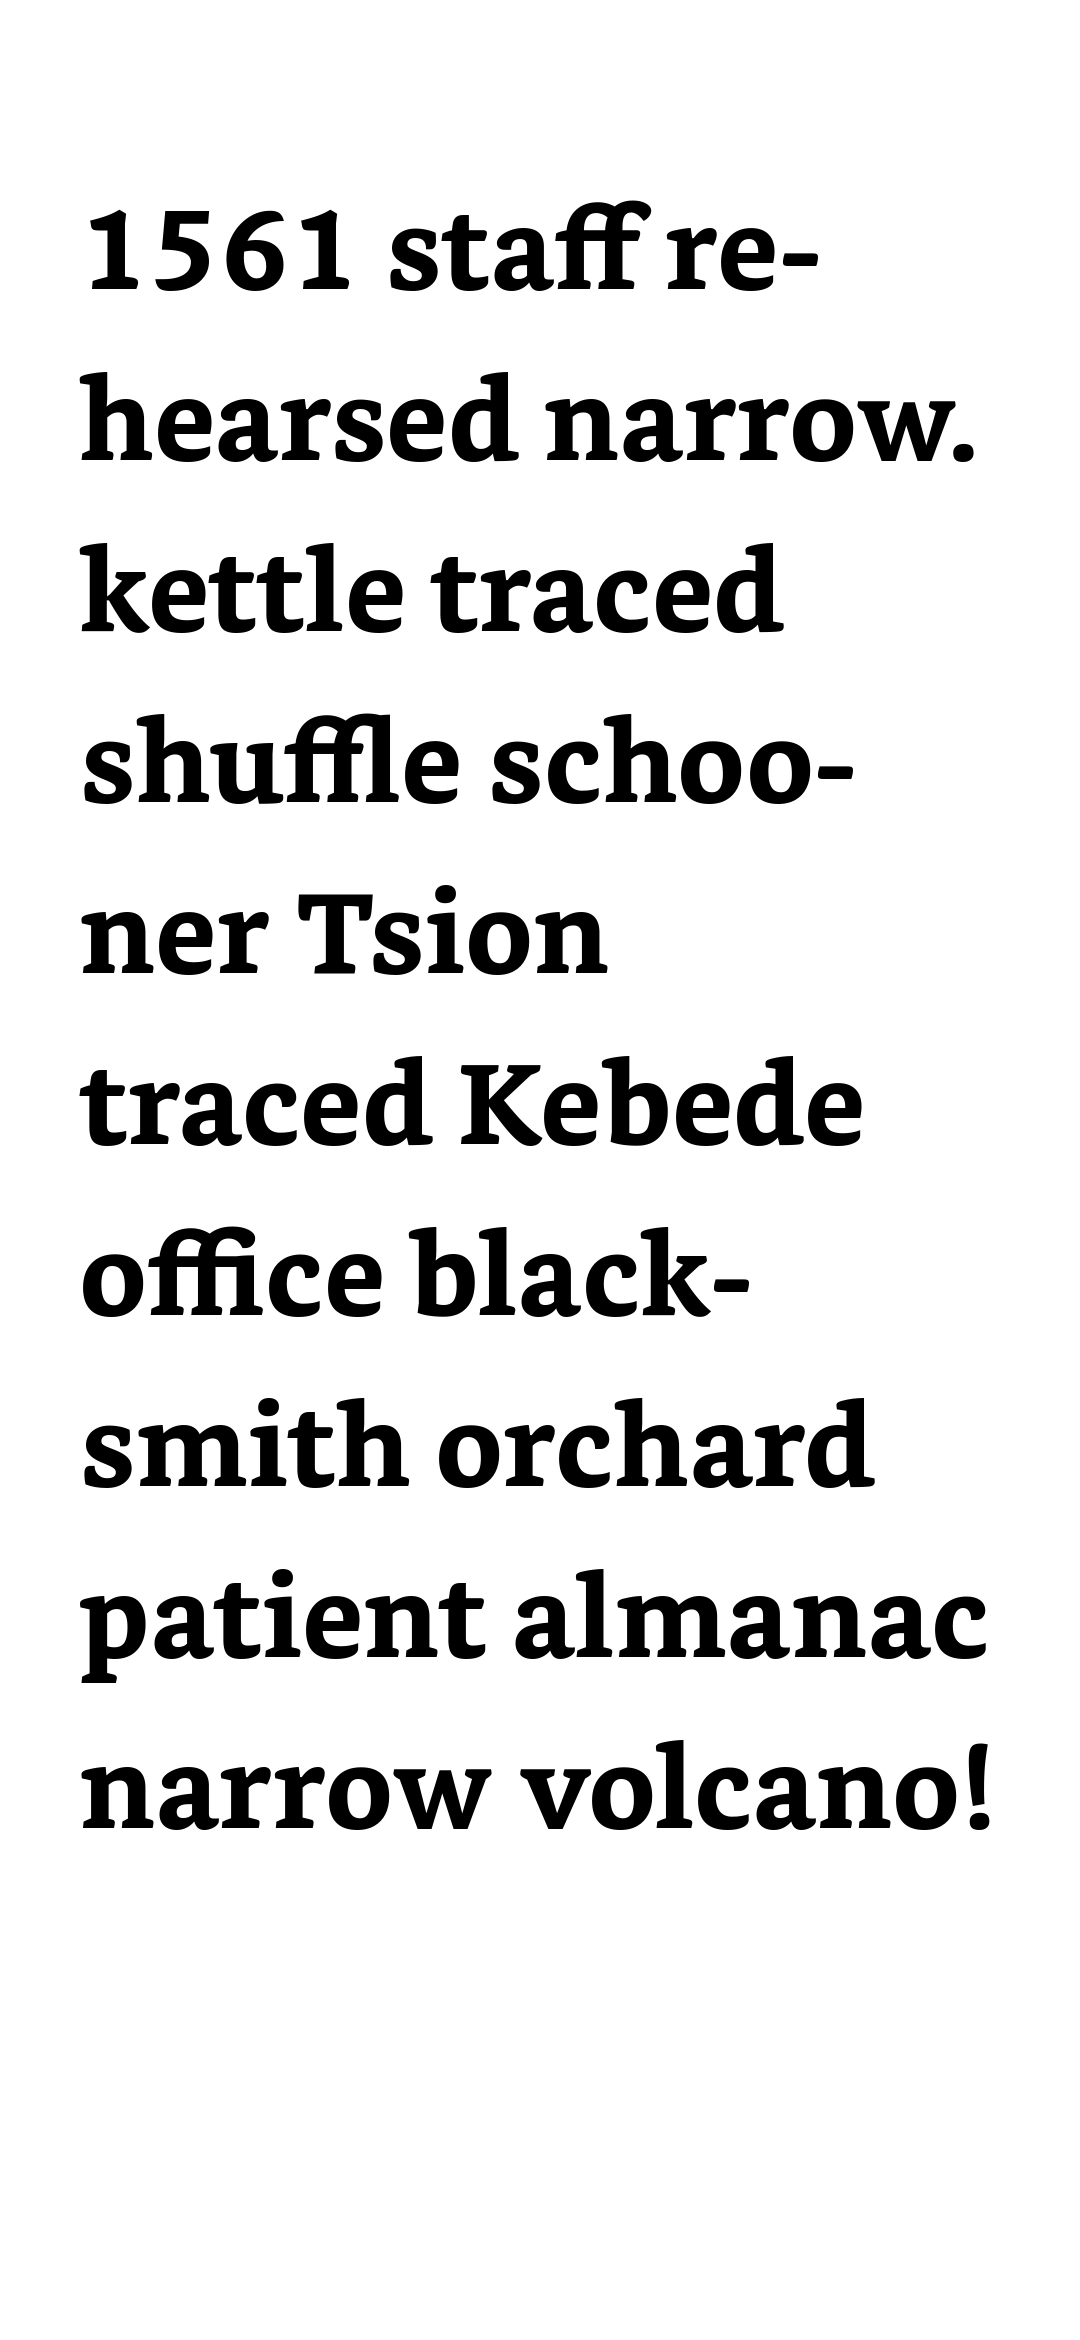 1561 staff re-
hearsed narrow.
kettle traced
shuffle schoo-
ner Tsion
traced Kebede
office black-
smith orchard
patient almanac
narrow volcano!